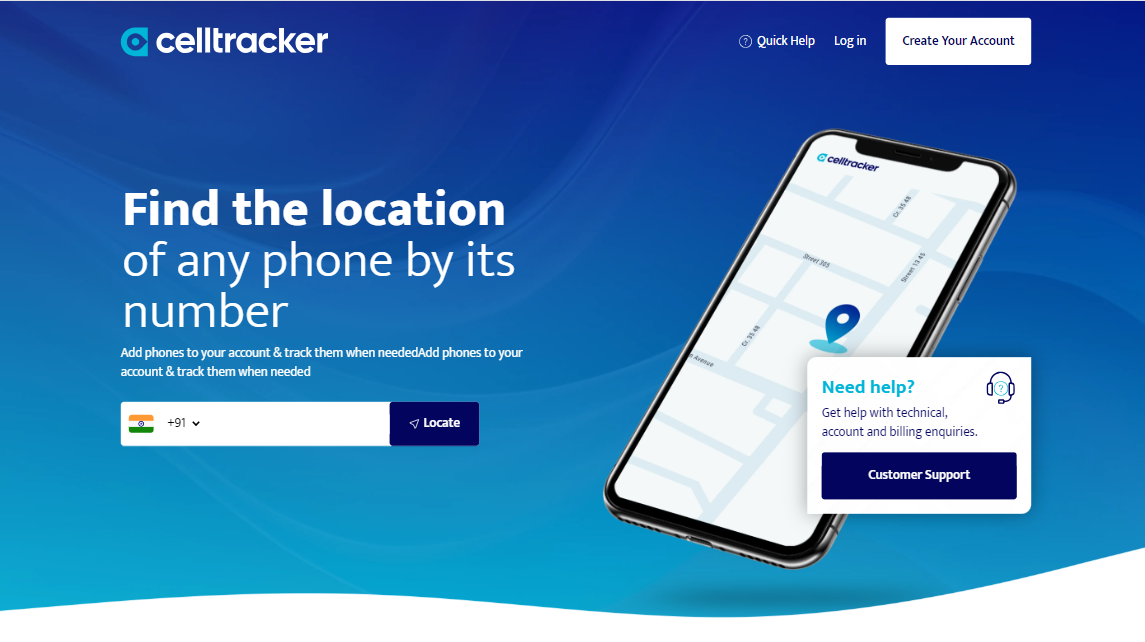 celltracker
Quick Help
Log in
Create Your Account
celltracker
Find the location
of any phone by its
number
Add phones to your account & track them when neededAdd phones to your
account & track them when needed
+91
Locate
Cr. 35 48
Street 305
Street 13 45
Cr. 35 48
Avenue
Need help?
Get help with technical,
account and billing enquiries.
Customer Support